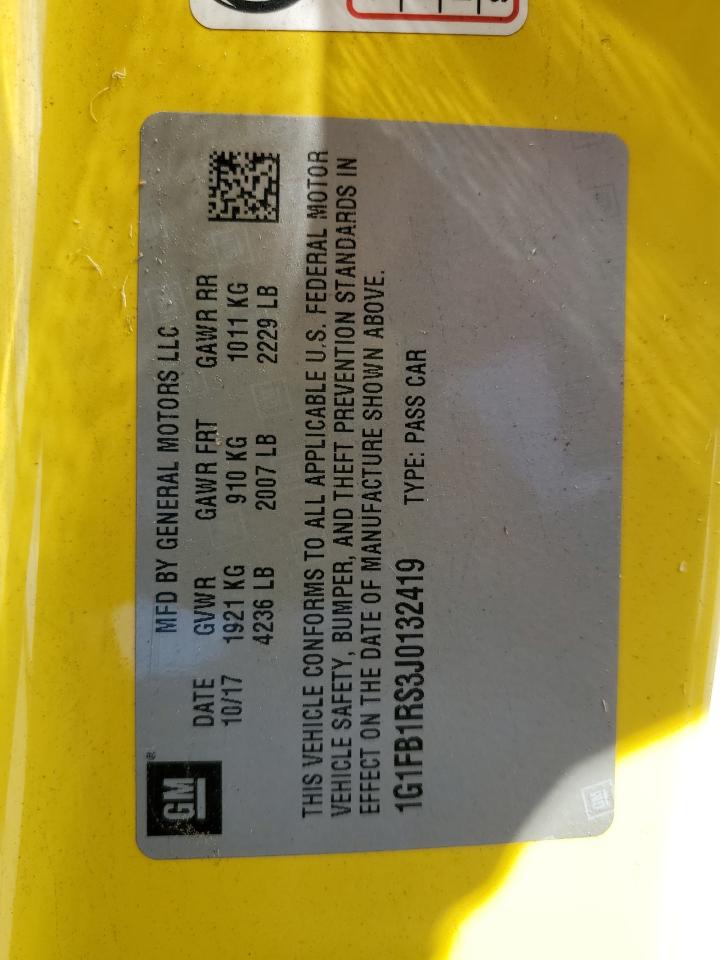 GM
MFD BY GENERAL MOTORS LLC
DATE GVWR GAWR FRT GAWR RR
10/17 1921 KG 910 KG 1011 KG
4236 LB 2007 LB 2229 LB
THIS VEHICLE CONFORMS TO ALL APPLICABLE U.S. FEDERAL MOTOR
VEHICLE SAFETY, BUMPER, AND THEFT PREVENTION STANDARDS IN
EFFECT ON THE DATE OF MANUFACTURE SHOWN ABOVE.
1G1FB1RS3J0132419 TYPE: PASS CAR